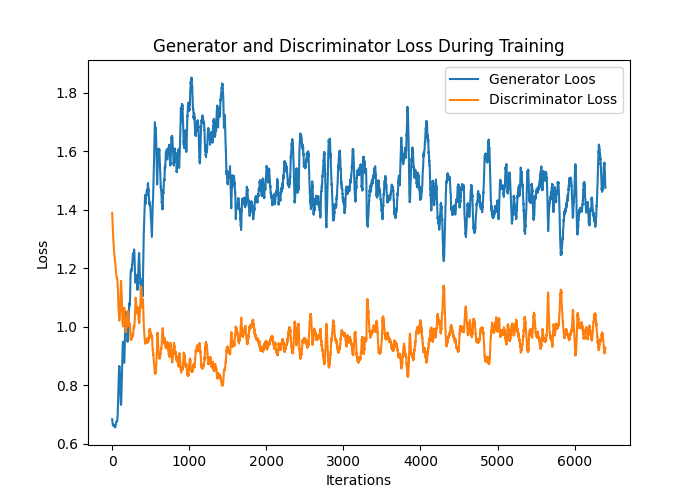 Generator and Discriminator Loss During Training
Generator Loos
Discriminator Loss
1.8
1.6
1.4
1.2
1.0
0.8
0.6
Loss
0 1000 2000 3000 4000 5000 6000
Iterations